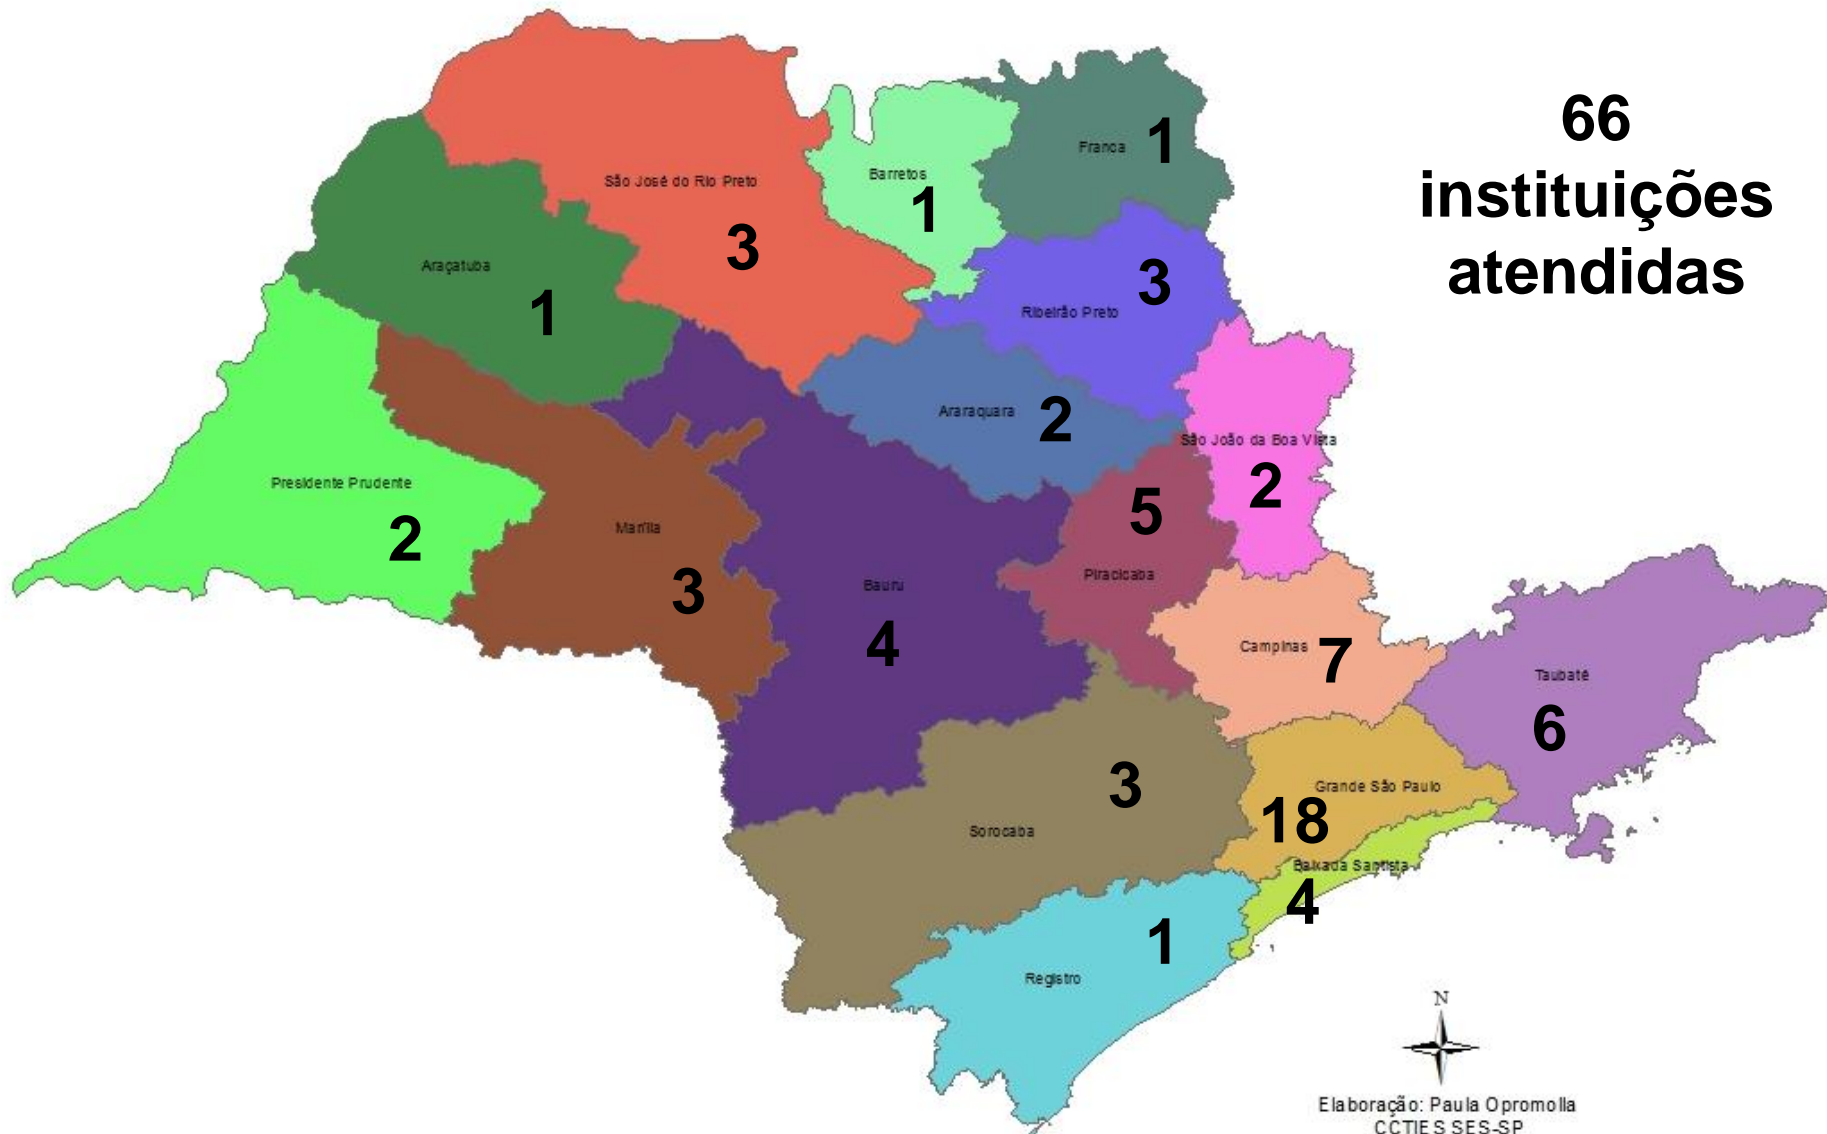 66
instituições
atendidas
São José do Rio Preto
3
Barretos
1
Franca
1
Araçatuba
1
Ribeirão Preto
3
Araraquara
2
São João da Boa Vista
2
Presidente Prudente
2
Marília
3
Bauru
4
Piracicaba
5
Campinas
7
Taubaté
6
Sorocaba
3
Grande São Paulo
18
Baixada Santista
4
Registro
1
N
Elaboração: Paula Opromolla
CCTIES SES-SP